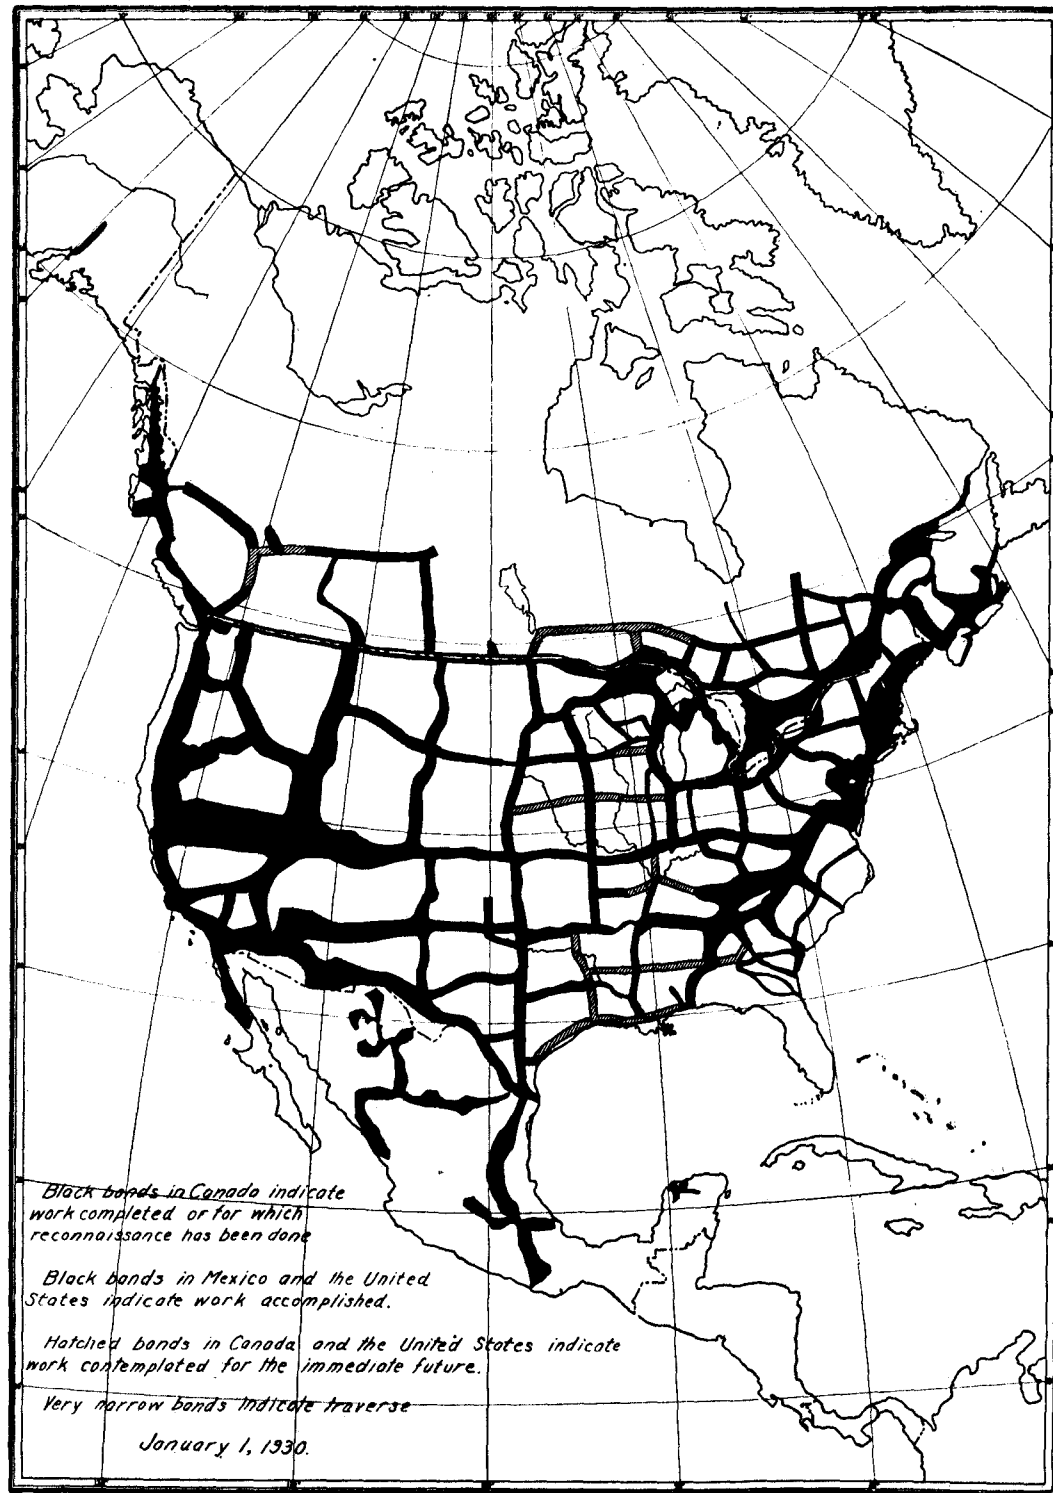 Black bands in Canada indicate
work completed or for which
reconnaissance has been done
Black bands in Mexico and the United
States indicate work accomplished.
Hatched bands in Canada and the United States indicate
work contemplated for the immediate future.
Very narrow bands indicate traverse
January 1, 1930.